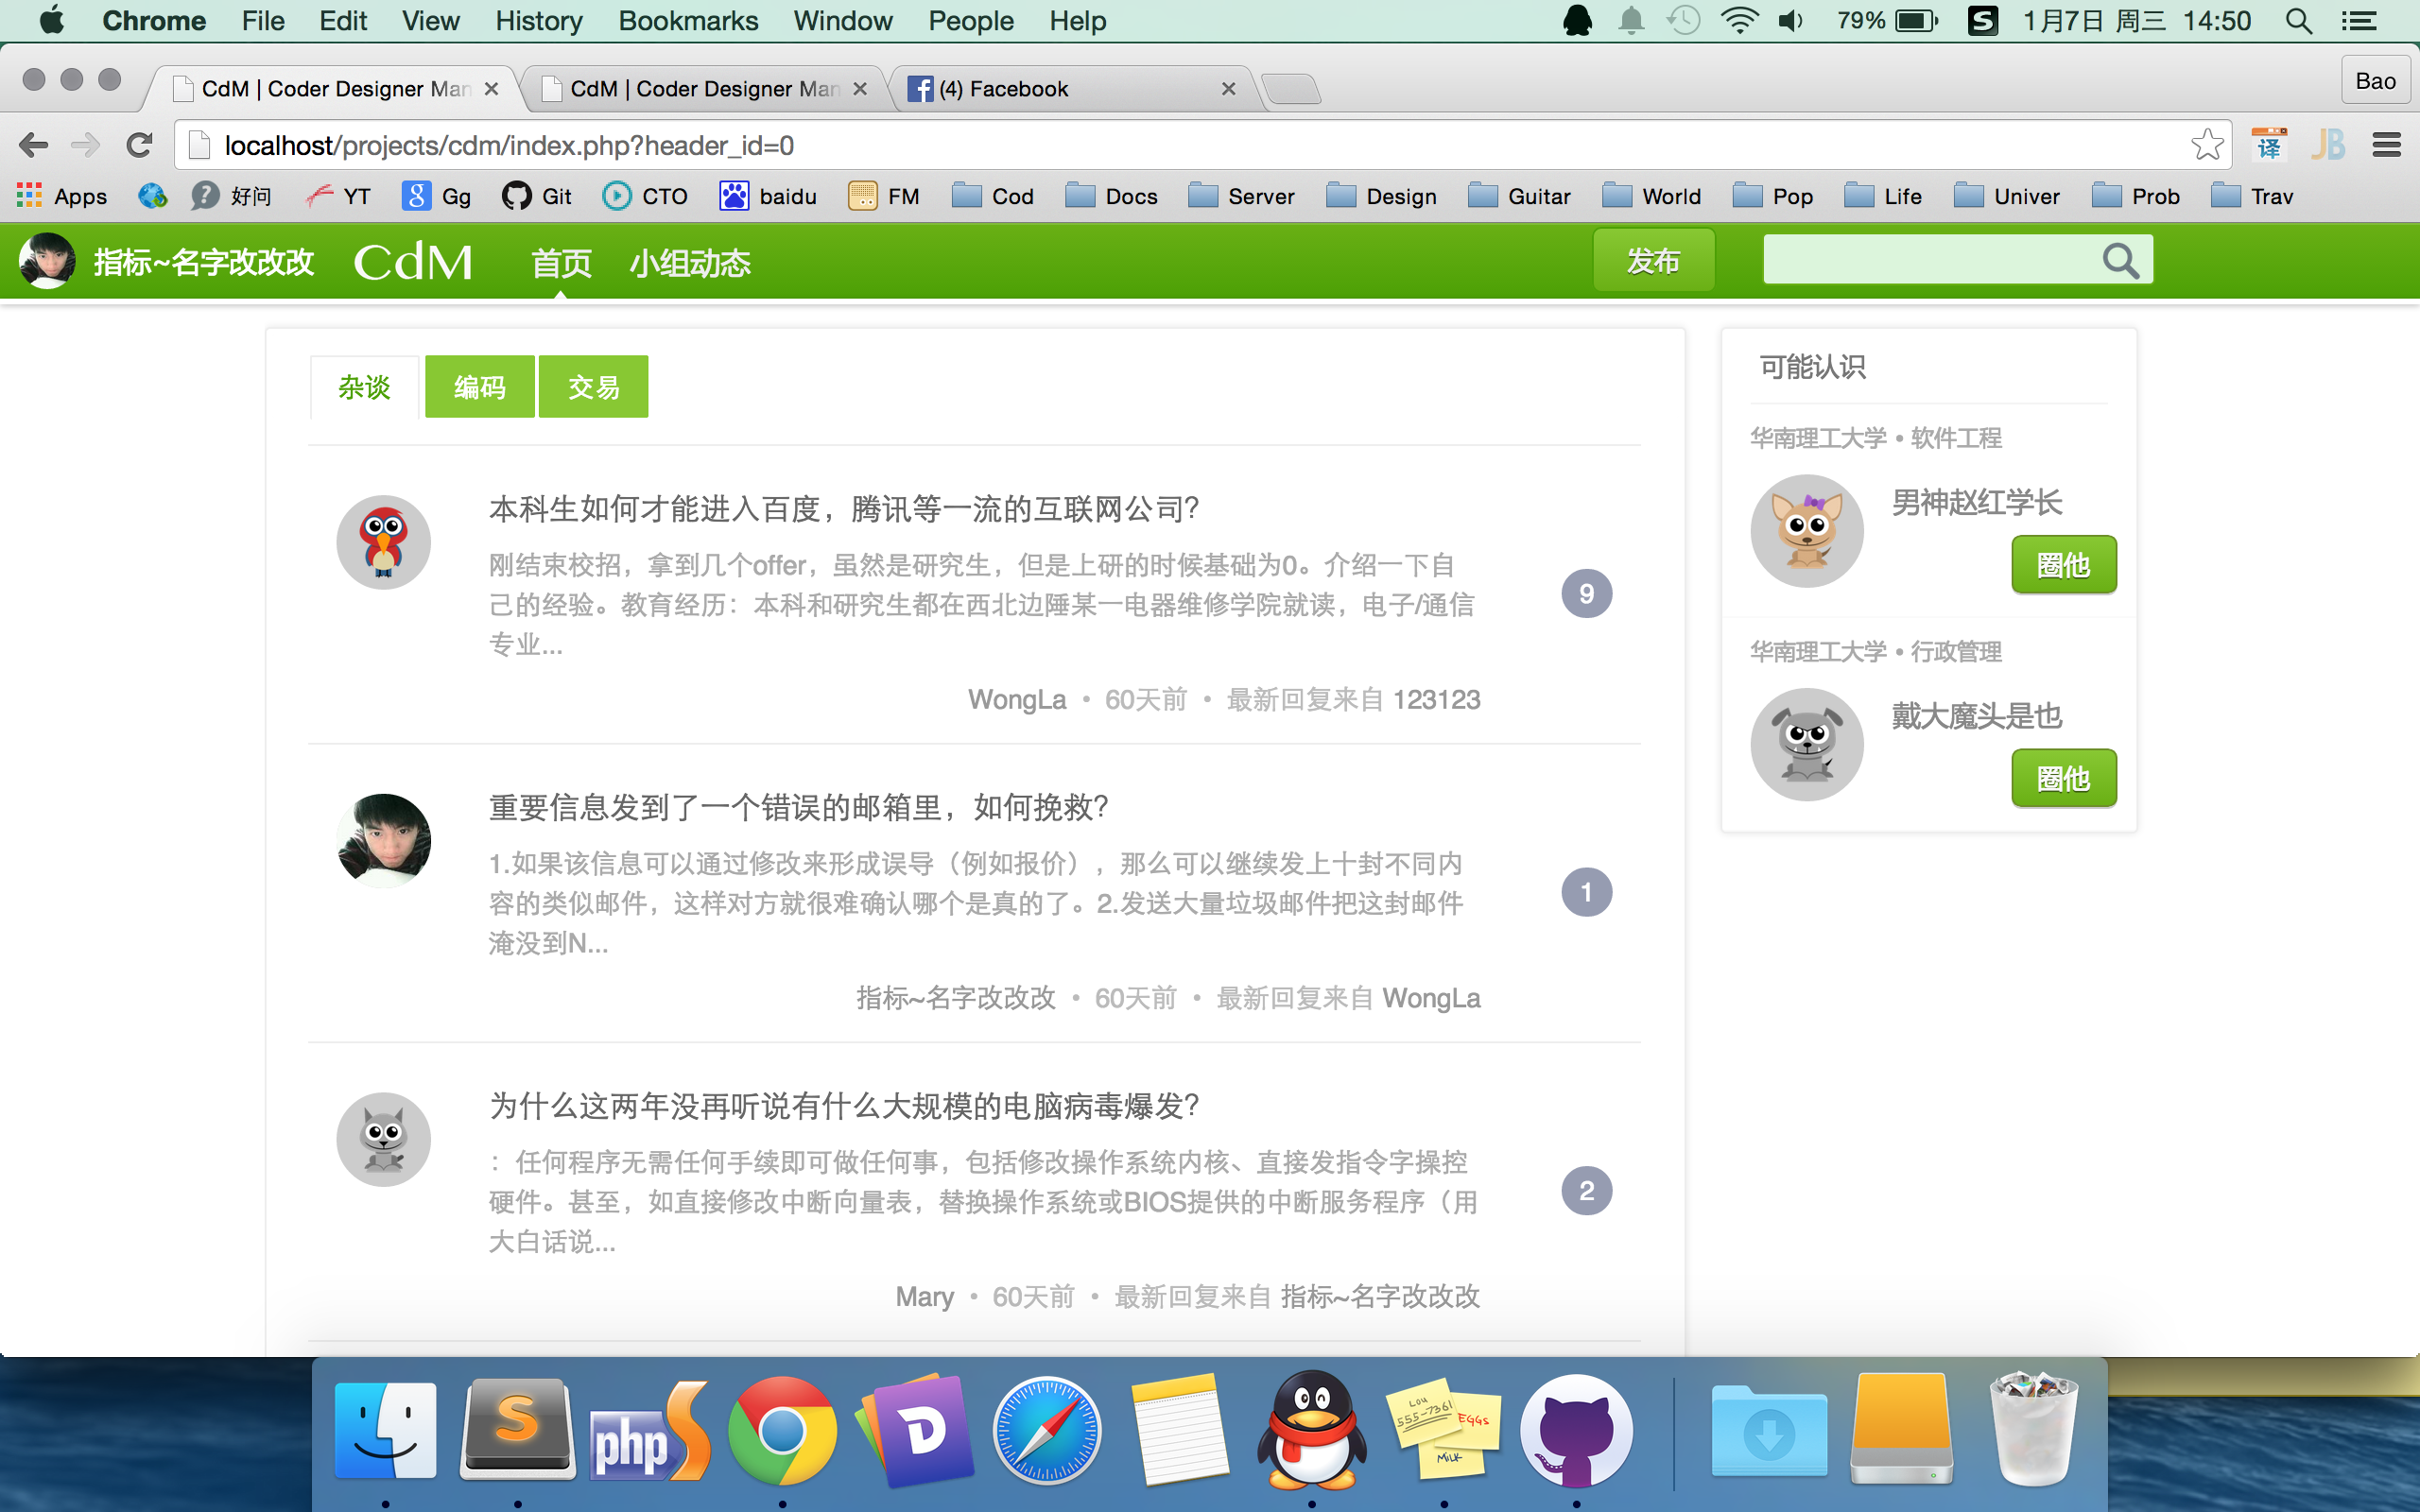 Chrome File Edit View History Bookmarks Window People Help 79% 1月7日 周三 14:50
CdM | Coder Designer Man CdM | Coder Designer Man (4) Facebook Bao
localhost/projects/cdm/index.php?header_id=0 译 JB
Apps 好问 YT Gg Git CTO baidu FM Cod Docs Server Design Guitar World Pop Life Univer Prob Trav
指标~名字改改改 CdM 首页 小组动态 发布
杂谈 编码 交易
本科生如何才能进入百度，腾讯等一流的互联网公司？
刚结束校招，拿到几个offer，虽然是研究生，但是上研的时候基础为0。介绍一下自
己的经验。教育经历：本科和研究生都在西北边陲某一电器维修学院就读，电子/通信
专业...
9
WongLa • 60天前 • 最新回复来自 123123
重要信息发到了一个错误的邮箱里，如何挽救？
1.如果该信息可以通过修改来形成误导（例如报价），那么可以继续发上十封不同内
容的类似邮件，这样对方就很难确认哪个是真的了。2.发送大量垃圾邮件把这封邮件
淹没到N...
1
指标~名字改改改 • 60天前 • 最新回复来自 WongLa
为什么这两年没再听说有什么大规模的电脑病毒爆发？
：任何程序无需任何手续即可做任何事，包括修改操作系统内核、直接发指令字操控
硬件。甚至，如直接修改中断向量表，替换操作系统或BIOS提供的中断服务程序（用
大白话说...
2
Mary • 60天前 • 最新回复来自 指标~名字改改改
可能认识
华南理工大学 • 软件工程
男神赵红学长
圈他
华南理工大学 • 行政管理
戴大魔头是也
圈他
S
php
D
LOU
555-7361
EGGS
MILK